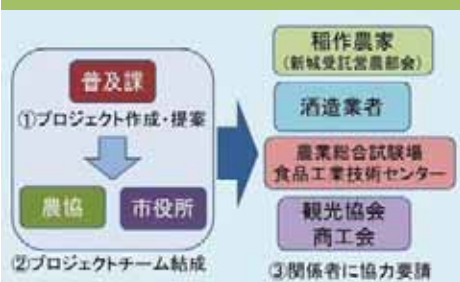 普及課
①プロジェクト作成・提案
農協
市役所
②プロジェクトチーム結成
稲作農家
(新城受託営農部会)
酒造業者
農業総合試験場
食品工業技術センター
観光協会
商工会
③関係者に協力要請